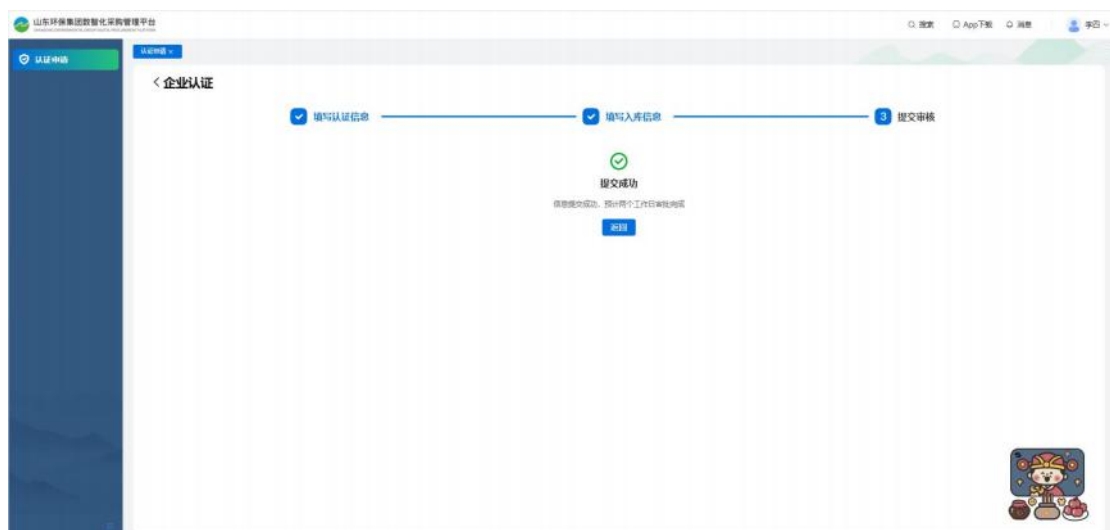 山东环保集团数智化采购管理平台
搜索 App下载 消息 李四
认证申请
认证申请 ×
企业认证
填写认证信息 填写入库信息 3 提交审核
提交成功
信息提交成功、预计两个工作日审批完成
返回